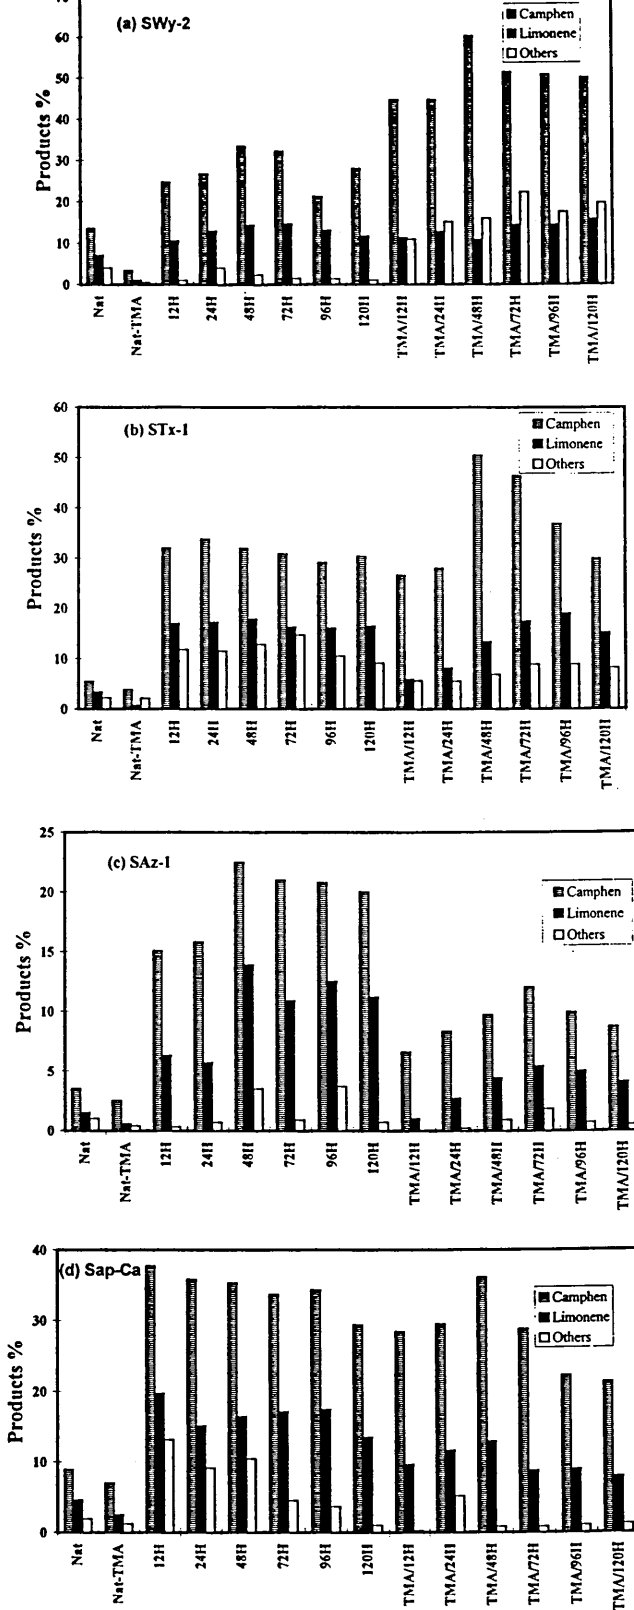 70
(a) SWy-2
Camphen
Limonene
Others
60
50
40
30
20
10
0
Products %
Nat
Nat-TMA
12H
24H
48H
72H
96H
120H
TMA/12H
TMA/24H
TMA/48H
TMA/72H
TMA/96H
TMA/120H
60
(b) STx-1
Camphen
Limonene
Others
50
40
30
20
10
0
Products %
Nat
Nat-TMA
12H
24H
48H
72H
96H
120H
TMA/12H
TMA/24H
TMA/48H
TMA/72H
TMA/96H
TMA/120H
25
(c) SAz-1
Camphen
Limonene
Others
20
15
10
5
0
Products %
Nat
Nat-TMA
12H
24H
48H
72H
96H
120H
TMA/12H
TMA/24H
TMA/48H
TMA/72H
TMA/96H
TMA/120H
40
(d) Sap-Ca
Camphen
Limonene
Others
30
20
10
0
Products %
Nat
Nat-TMA
12H
24H
48H
72H
96H
120H
TMA/12H
TMA/24H
TMA/48H
TMA/72H
TMA/96H
TMA/120H